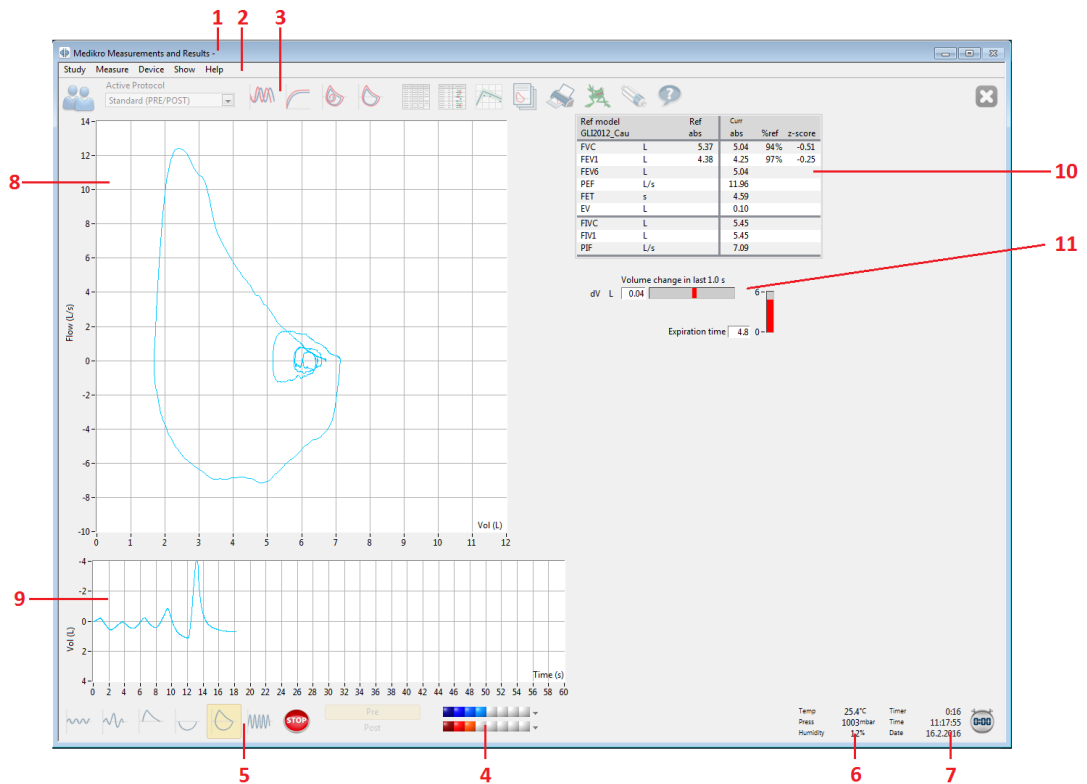 1 2 3
Medikro Measurements and Results -
Study Measure Device Show Help
Active Protocol
Standard (PRE/POST)
Ref model Ref Curr
GLI2012_Cau abs abs %ref z-score
FVC L 5.37 5.04 94% -0.51
FEV1 L 4.38 4.25 97% -0.25
FEV6 L 5.04
PEF L/s 11.96
FET s 4.59
EV L 0.10
FIVC L 5.45
FIV1 L 5.45
PIF L/s 7.09
10
11
Volume change in last 1.0 s
dV L 0.04
6
0
Expiration time 4.8
8
14
12
10
8
6
4
2
0
-2
-4
-6
-8
-10
Flow (L/s)
Vol (L)
0 1 2 3 4 5 6 7 8 9 10 11 12
9
-4
-2
0
2
4
Vol (L)
Time (s)
0 2 4 6 8 10 12 14 16 18 20 22 24 26 28 30 32 34 36 38 40 42 44 46 48 50 52 54 56 58 60
STOP
Pre
Post
Temp 25.4°C Timer 0:16
Press 1003mbar Time 11:17:55
Humidity 12% Date 16.2.2016
0:00
5 4 6 7